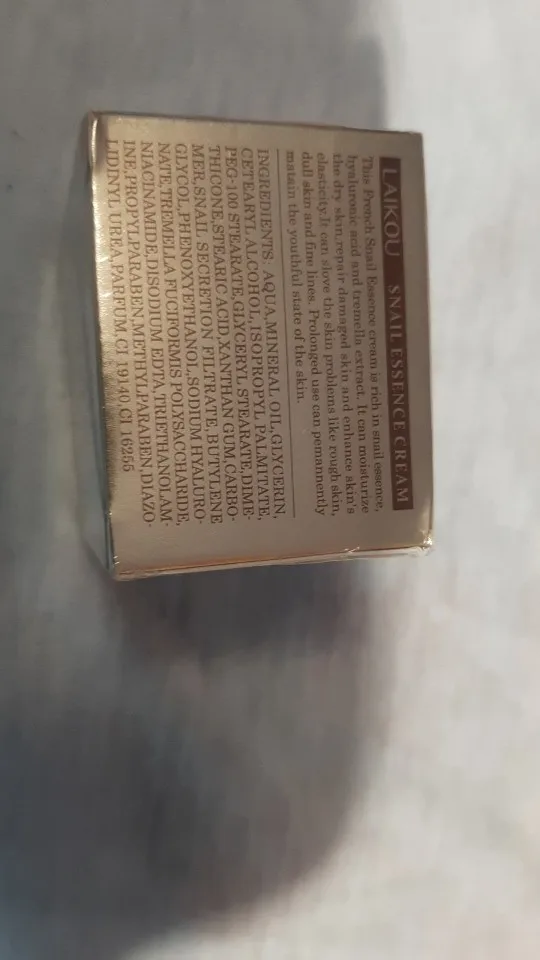 LAIKOU SNAIL ESSENCE CREAM
This French Snail Essence cream is rich in snail essence,
hyaluronic acid and tremella extract. It can moisturize
the dry skin,repair damaged skin and enhance skin's
elasticity.It can slove the skin problems like rough skin,
dull skin and fine lines. Prolonged use can pemannently
matain the youthful state of the skin.
INGREDIENTS. AQUA,MINERAL OIL,GLYCERIN,
CETEARYL ALCOHOL,ISOPROPYL PALMITATE,
PEG-100 STEARATE,GLYCERYL STEARATE,DIME-
THICONE,STEARIC ACID,XANTHAN GUM,CARBO-
MER,SNAIL SECRETION FILTRATE, BUTYLENE
GLYCOL,PHENOXYETHANOL,SODIUM HYALURO-
NATE,TREMELLA FUCIFORMIS POLYSACCHARIDE,
NIACINAMIDE,DISODIUM EDTA,TRIETHANOLAM-
INE,PROPYLPARABEN,METHYLPARABEN,DIAZO-
LIDINYL UREA,PARFUM,CI 19140,CI 16255